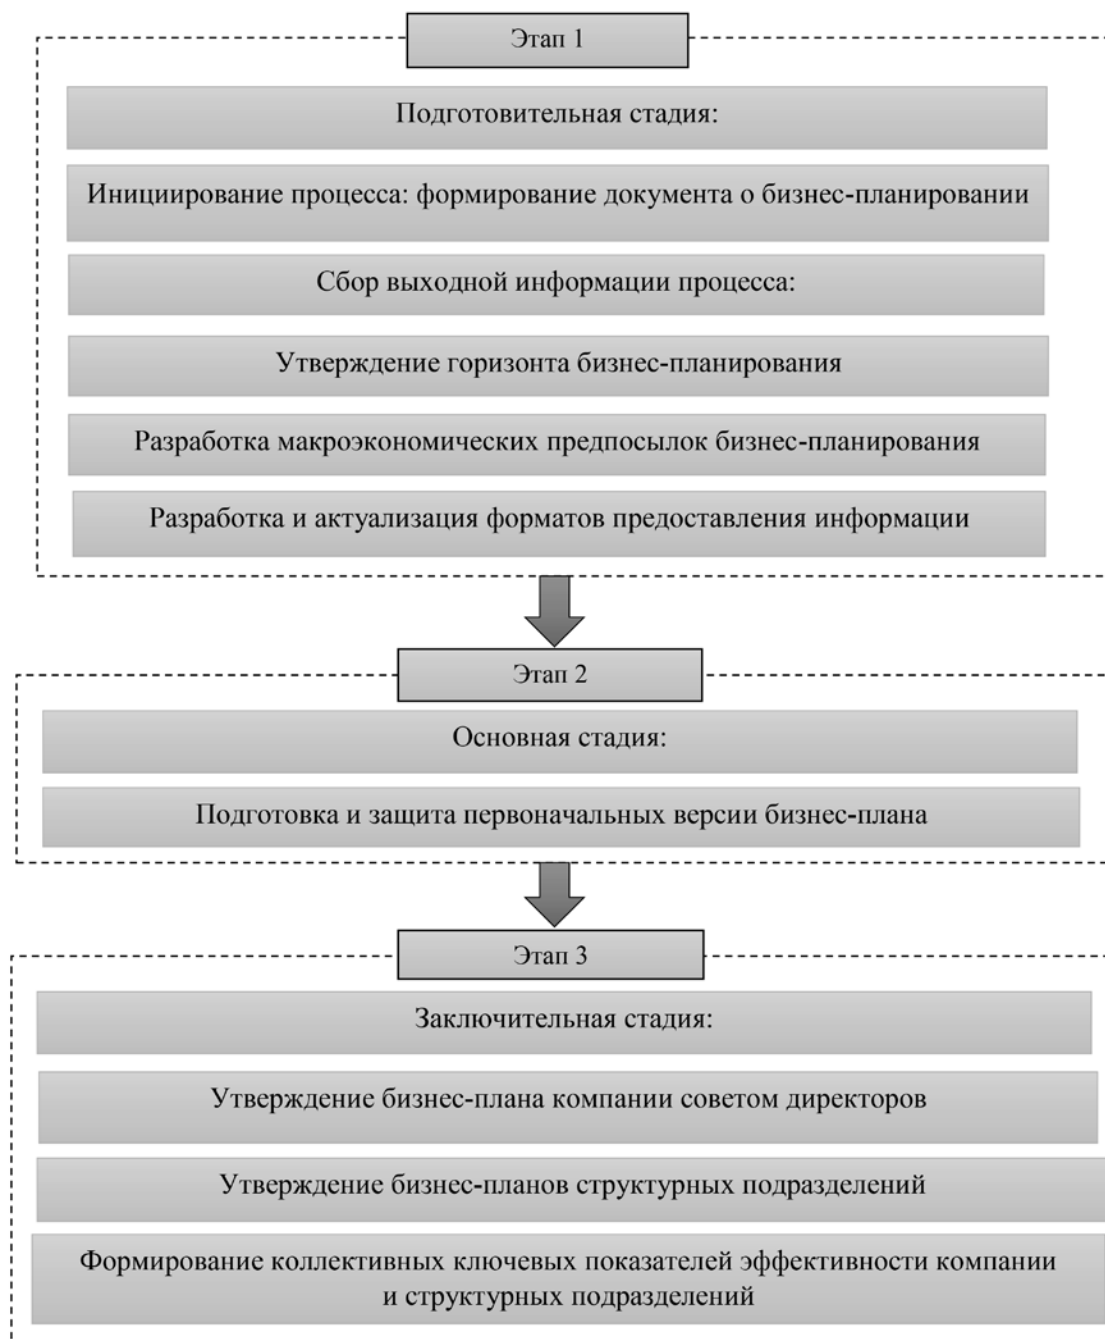 Этап 1
Подготовительная стадия:
Инициирование процесса: формирование документа о бизнес-планировании
Сбор выходной информации процесса:
Утверждение горизонта бизнес-планирования
Разработка макроэкономических предпосылок бизнес-планирования
Разработка и актуализация форматов предоставления информации
Этап 2
Основная стадия:
Подготовка и защита первоначальных версии бизнес-плана
Этап 3
Заключительная стадия:
Утверждение бизнес-плана компании советом директоров
Утверждение бизнес-планов структурных подразделений
Формирование коллективных ключевых показателей эффективности компании
и структурных подразделений